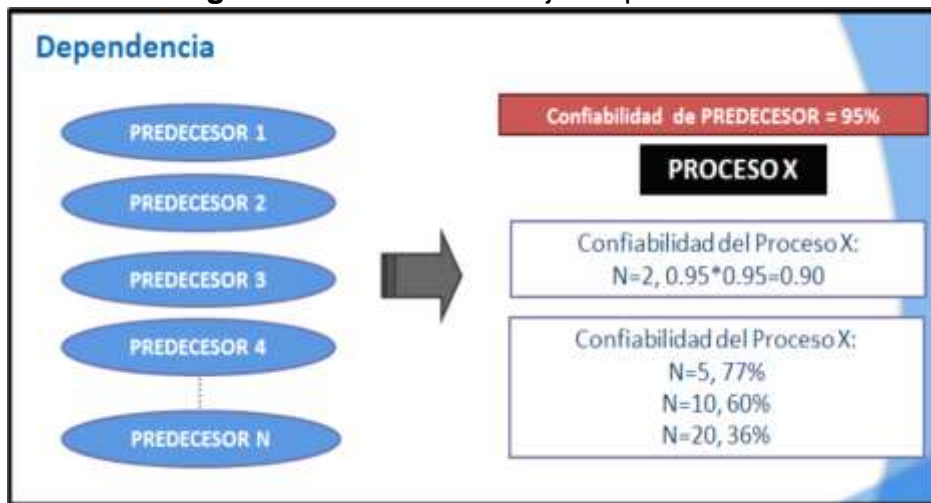 Dependencia
PREDECESOR 1
PREDECESOR 2
PREDECESOR 3
PREDECESOR 4
PREDECESOR N
Confiabilidad de PREDECESOR = 95%
PROCESO X
Confiabilidad del Proceso X:
N=2, 0.95*0.95=0.90
Confiabilidad del Proceso X:
N=5, 77%
N=10, 60%
N=20, 36%